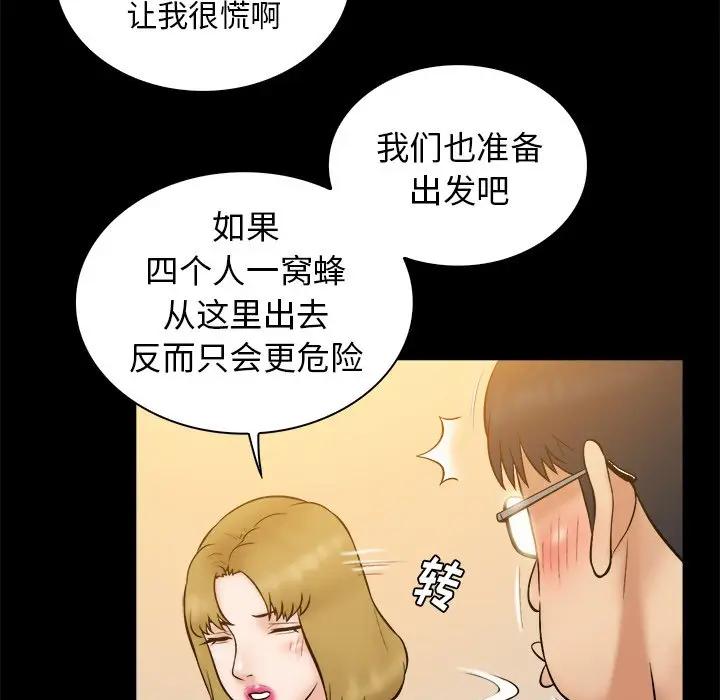 让我很慌啊
我们也准备
出发吧
如果
四个人一窝蜂
从这里出去
反而只会更危险
转